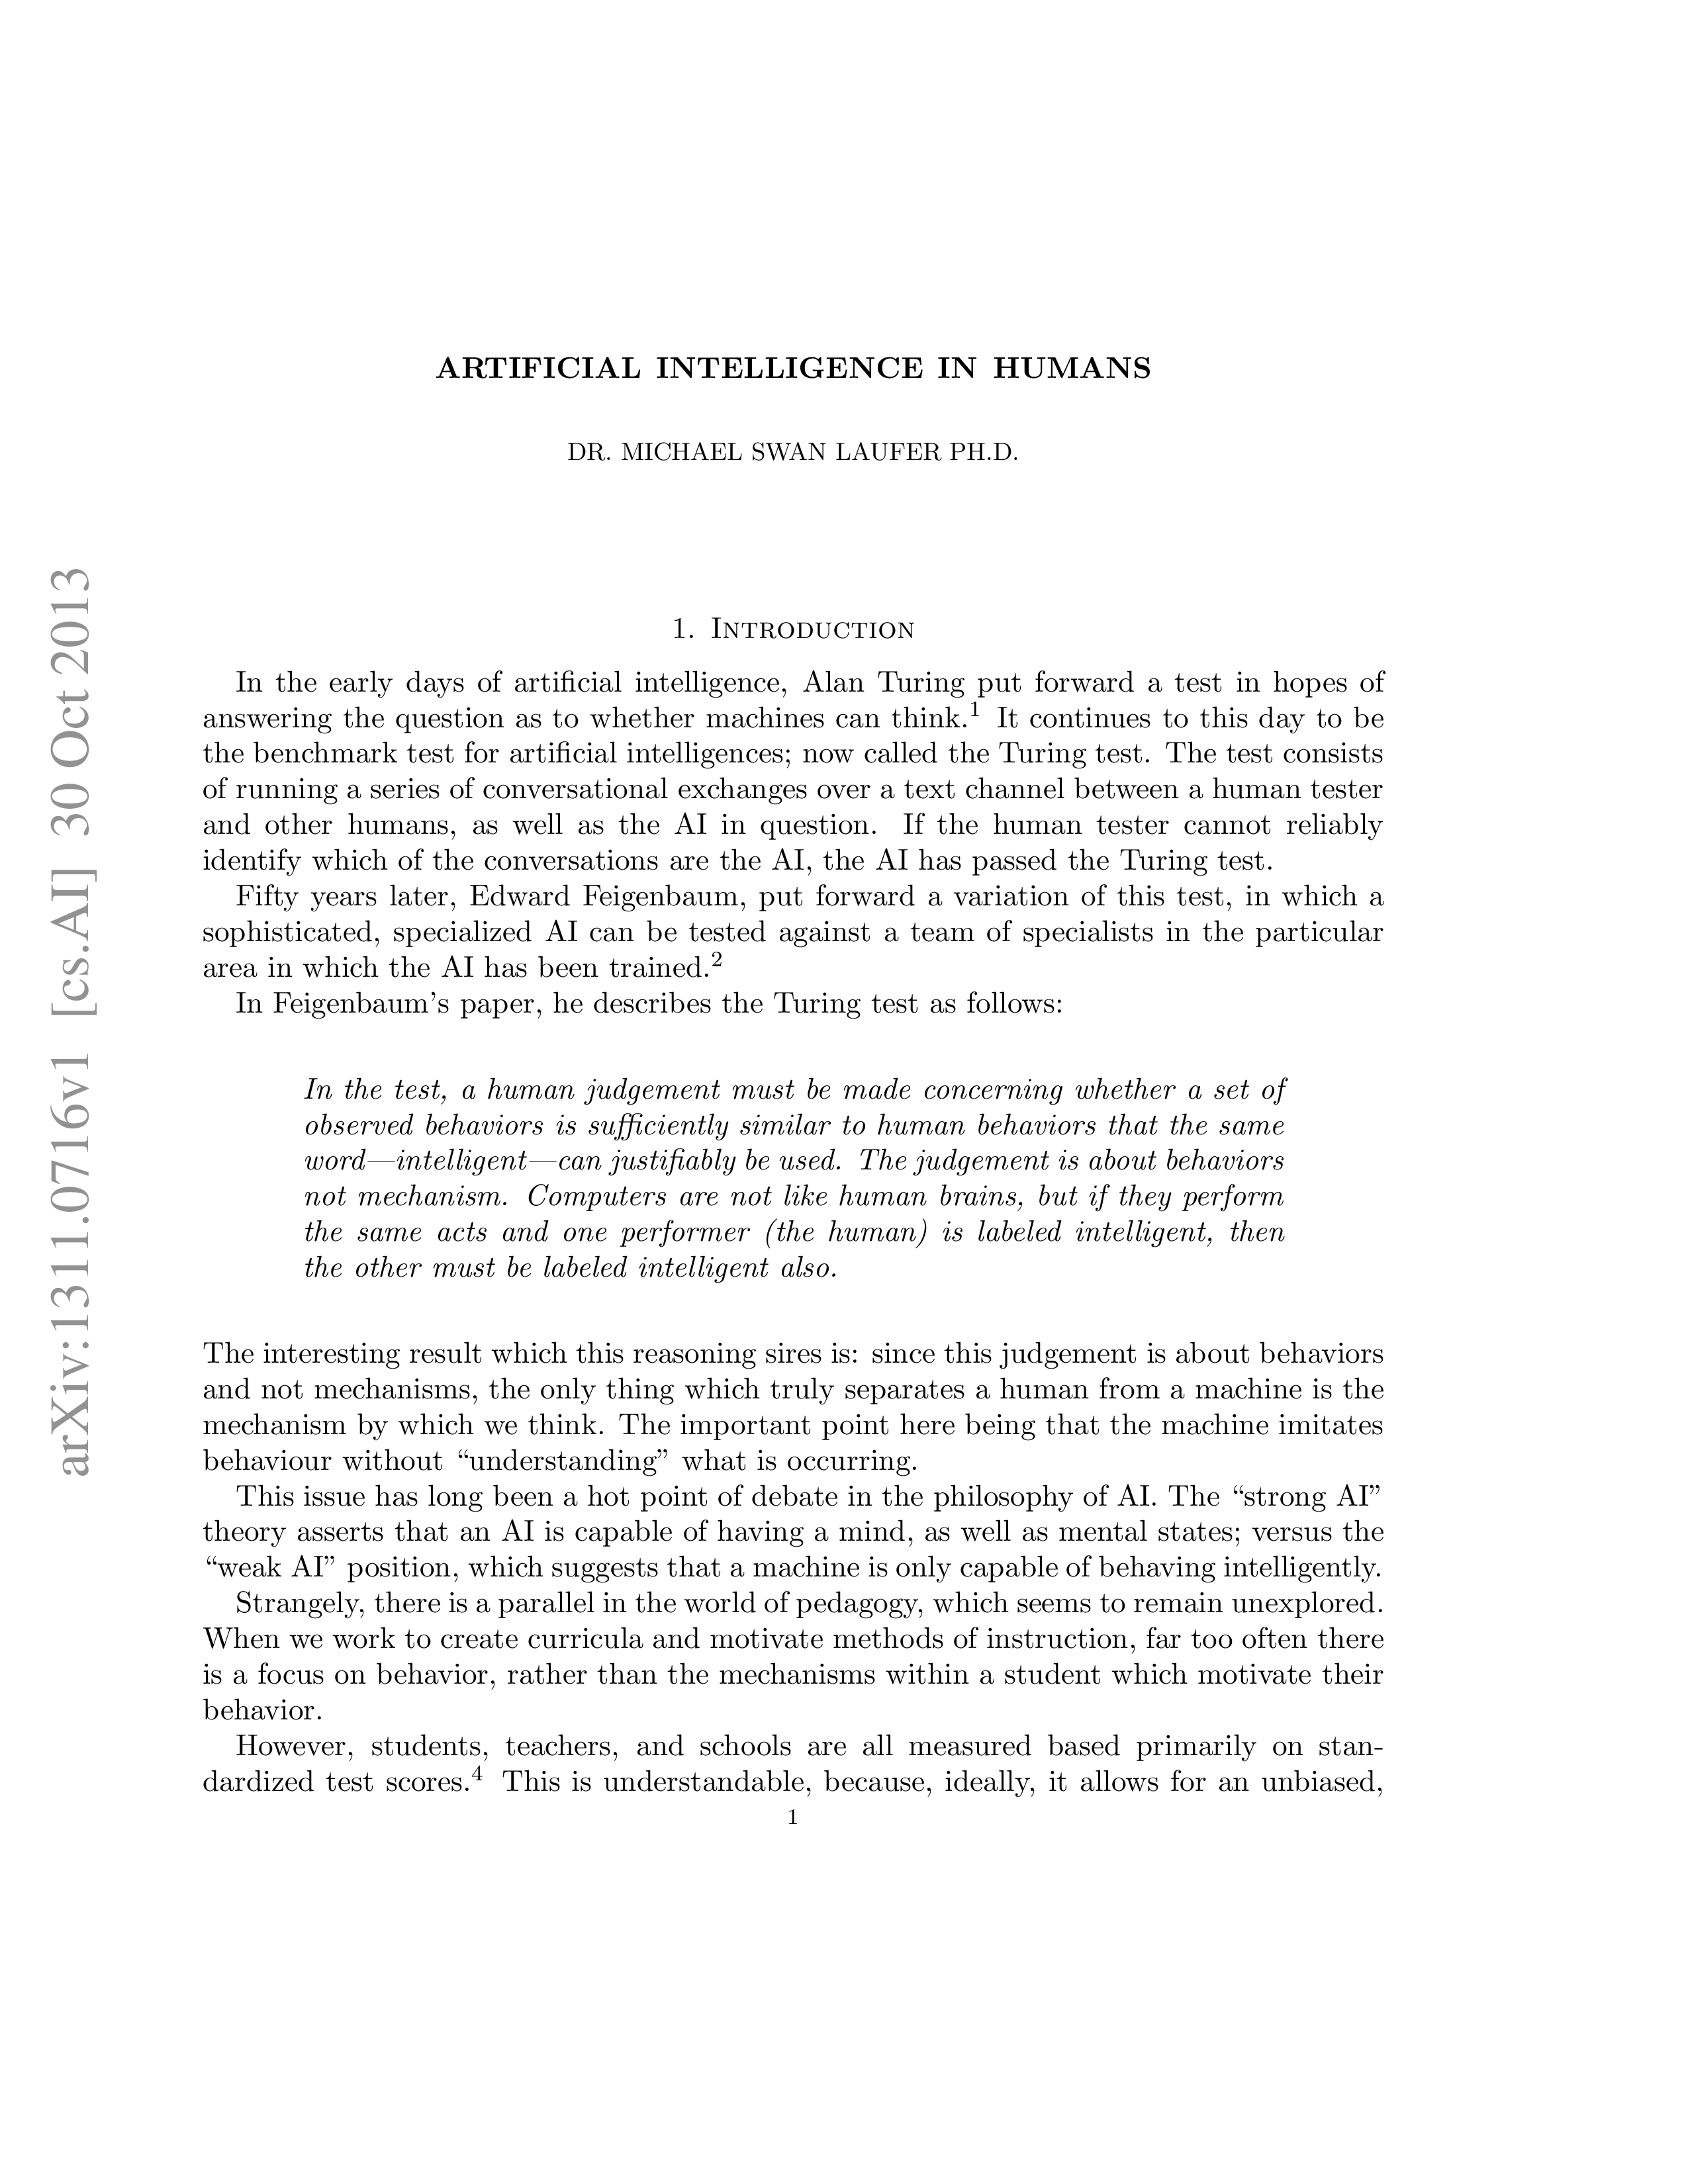 ARTIFICIAL INTELLIGENCE IN HUMANS
DR. MICHAEL SWAN LAUFER PH.D.
arXiv:1311.0716v1 [cs.AI] 30 Oct 2013
1. Introduction
In the early days of artificial intelligence, Alan Turing put forward a test in hopes of
answering the question as to whether machines can think.1 It continues to this day to be
the benchmark test for artificial intelligences; now called the Turing test. The test consists
of running a series of conversational exchanges over a text channel between a human tester
and other humans, as well as the AI in question. If the human tester cannot reliably
identify which of the conversations are the AI, the AI has passed the Turing test.
Fifty years later, Edward Feigenbaum, put forward a variation of this test, in which a
sophisticated, specialized AI can be tested against a team of specialists in the particular
area in which the AI has been trained.2
In Feigenbaum's paper, he describes the Turing test as follows:
In the test, a human judgement must be made concerning whether a set of
observed behaviors is sufficiently similar to human behaviors that the same
word—intelligent—can justifiably be used. The judgement is about behaviors
not mechanism. Computers are not like human brains, but if they perform
the same acts and one performer (the human) is labeled intelligent, then
the other must be labeled intelligent also.
The interesting result which this reasoning sires is: since this judgement is about behaviors
and not mechanisms, the only thing which truly separates a human from a machine is the
mechanism by which we think. The important point here being that the machine imitates
behaviour without “understanding” what is occurring.
This issue has long been a hot point of debate in the philosophy of AI. The “strong AI”
theory asserts that an AI is capable of having a mind, as well as mental states; versus the
“weak AI” position, which suggests that a machine is only capable of behaving intelligently.
Strangely, there is a parallel in the world of pedagogy, which seems to remain unexplored.
When we work to create curricula and motivate methods of instruction, far too often there
is a focus on behavior, rather than the mechanisms within a student which motivate their
behavior.
However, students, teachers, and schools are all measured based primarily on stan-
dardized test scores.4 This is understandable, because, ideally, it allows for an unbiased,
1